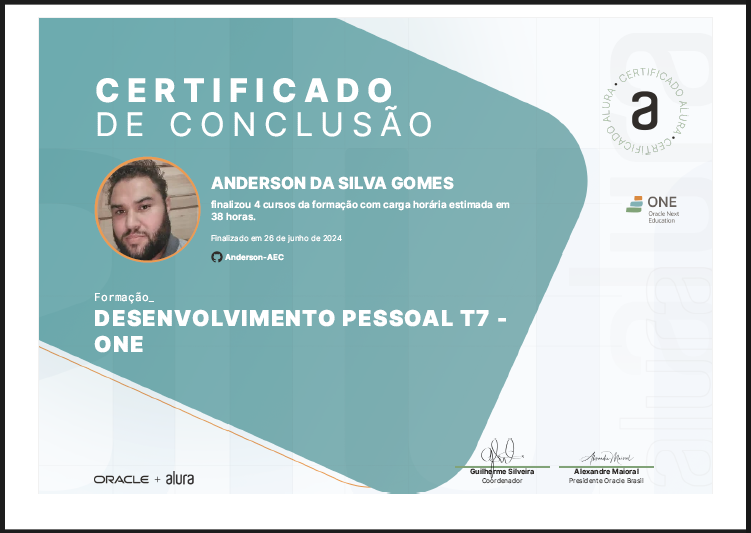 CERTIFICADO
DE CONCLUSÃO
CERTIFICADO ALURA • CERTIFICADO ALURA •
a
ANDERSON DA SILVA GOMES
finalizou 4 cursos da formação com carga horária estimada em
38 horas.
Finalizado em 26 de junho de 2024
Anderson-AEC
ONE
Oracle Next
Education
Formação_
DESENVOLVIMENTO PESSOAL T7 -
ONE
Guilherme Silveira
Coordenador
Alexandre Maioral
Presidente Oracle Brasil
ORACLE + alura
alura
alura